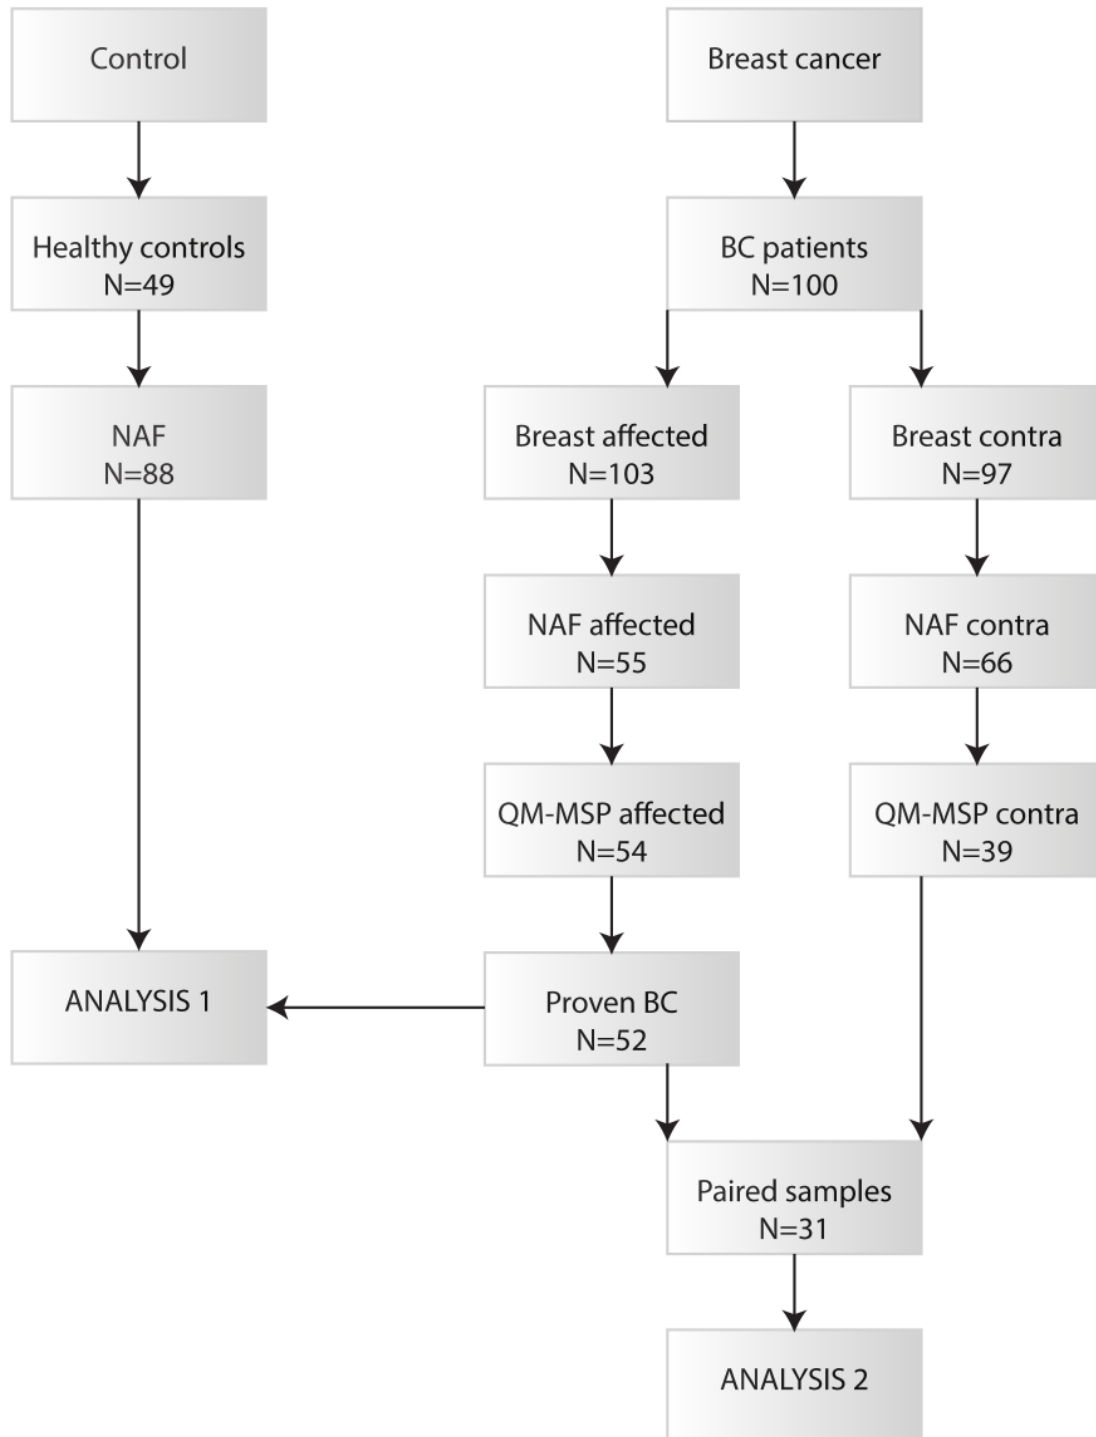 Control
Breast cancer
Healthy controls
N=49
BC patients
N=100
NAF
N=88
Breast affected
N=103
Breast contra
N=97
NAF affected
N=55
NAF contra
N=66
QM-MSP affected
N=54
QM-MSP contra
N=39
ANALYSIS 1
Proven BC
N=52
Paired samples
N=31
ANALYSIS 2